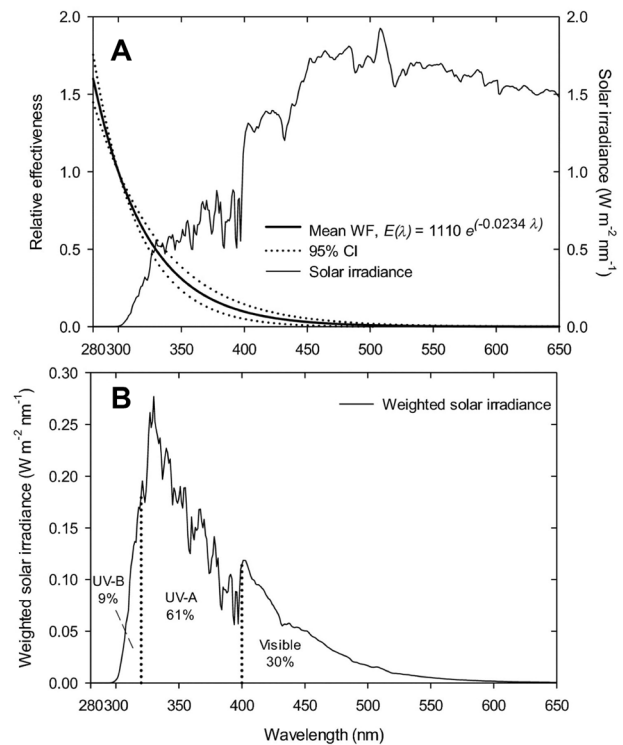 A
2.0
1.5
1.0
0.5
0.0
Relative effectiveness
2.0
1.5
1.0
0.5
0.0
Solar irradiance (W m-2 nm-1)
Mean WF, E(λ) = 1110 e(-0.0234 λ)
95% CI
Solar irradiance
280 300 350 400 450 500 550 600 650
B
0.30
0.25
0.20
0.15
0.10
0.05
0.00
Weighted solar irradiance (W m-2 nm-1)
Weighted solar irradiance
UV-B
9%
UV-A
61%
Visible
30%
280 300 350 400 450 500 550 600 650
Wavelength (nm)